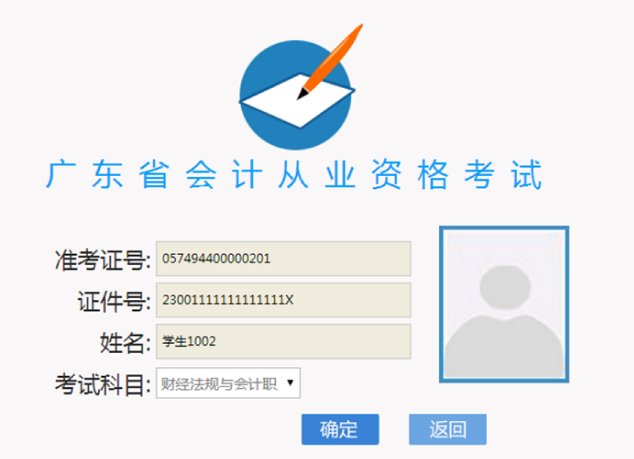 广东省会计从业资格考试
准考证号: 057494400000201
证件号: 23001111111111111X
姓名: 学生1002
考试科目: 财经法规与会计职
确定 返回